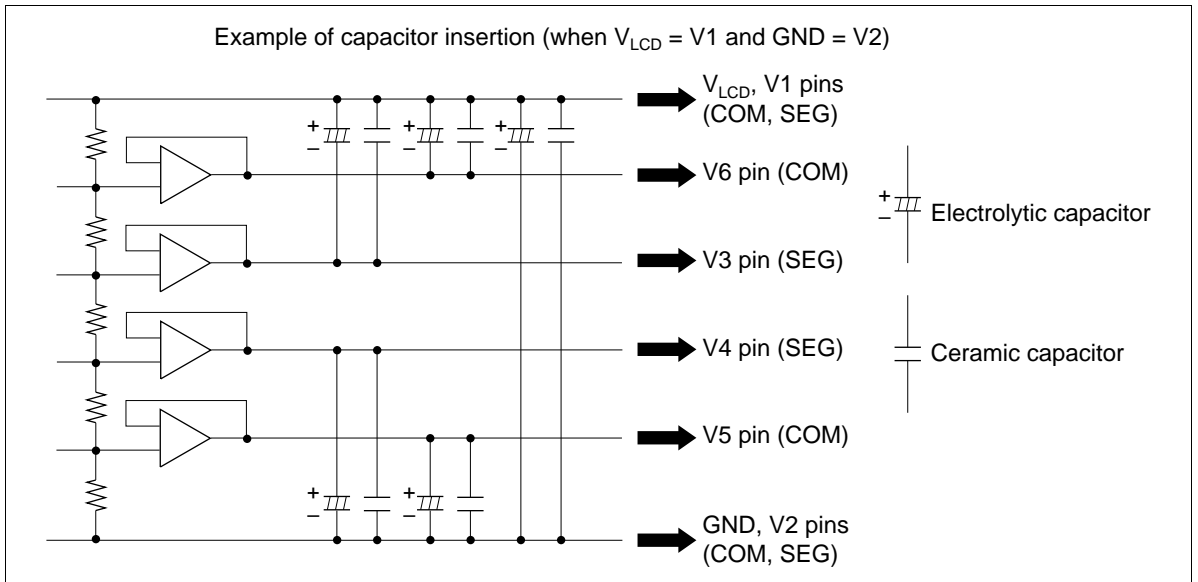 Example of capacitor insertion (when VLCD = V1 and GND = V2)
VLCD, V1 pins
(COM, SEG)
+
–
+
–
+
–
V6 pin (COM)
+
–
Electrolytic capacitor
V3 pin (SEG)
V4 pin (SEG)
Ceramic capacitor
V5 pin (COM)
+
–
+
–
GND, V2 pins
(COM, SEG)